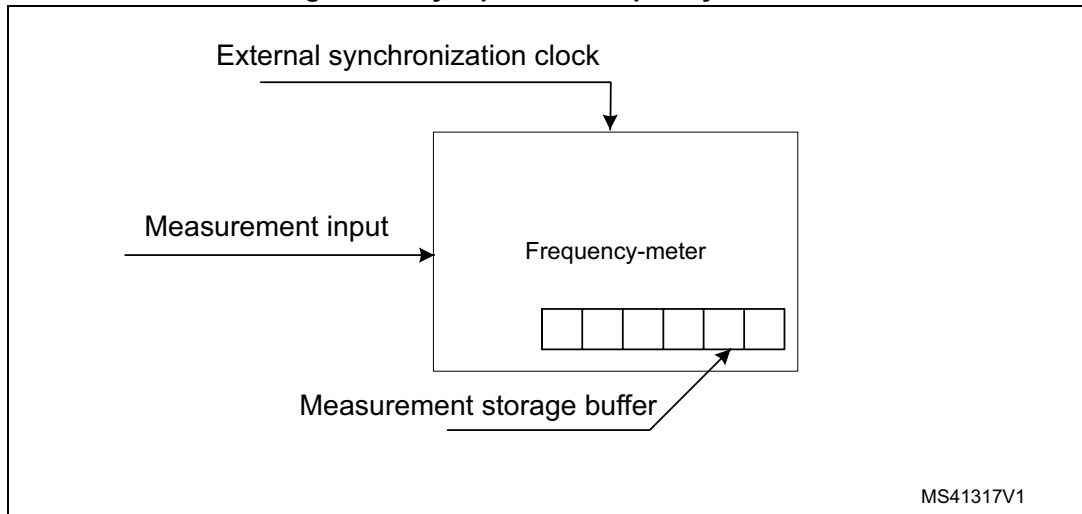 External synchronization clock
Measurement input
Frequency-meter
Measurement storage buffer
MS41317V1